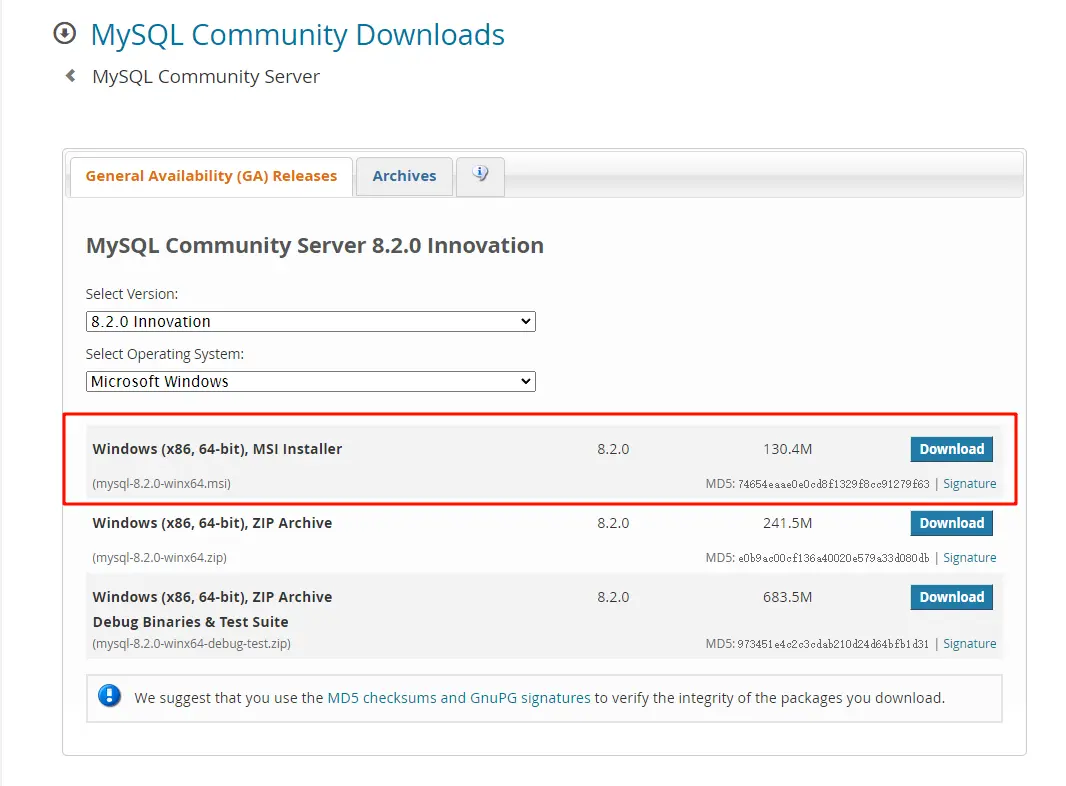 MySQL Community Downloads
MySQL Community Server
General Availability (GA) Releases
Archives
MySQL Community Server 8.2.0 Innovation
Select Version:
8.2.0 Innovation
Select Operating System:
Microsoft Windows
Windows (x86, 64-bit), MSI Installer 8.2.0 130.4M Download
(mysql-8.2.0-winx64.msi) MD5: 74654eaae0e0cd8f1329f8cc91279f63 | Signature
Windows (x86, 64-bit), ZIP Archive 8.2.0 241.5M Download
(mysql-8.2.0-winx64.zip) MD5: e0b9ac00cf136a40020e579a33d080db | Signature
Windows (x86, 64-bit), ZIP Archive 8.2.0 683.5M Download
Debug Binaries & Test Suite
(mysql-8.2.0-winx64-debug-test.zip) MD5: 973451e4c2c3cdab210d24d64bfb1d31 | Signature
We suggest that you use the MD5 checksums and GnuPG signatures to verify the integrity of the packages you download.